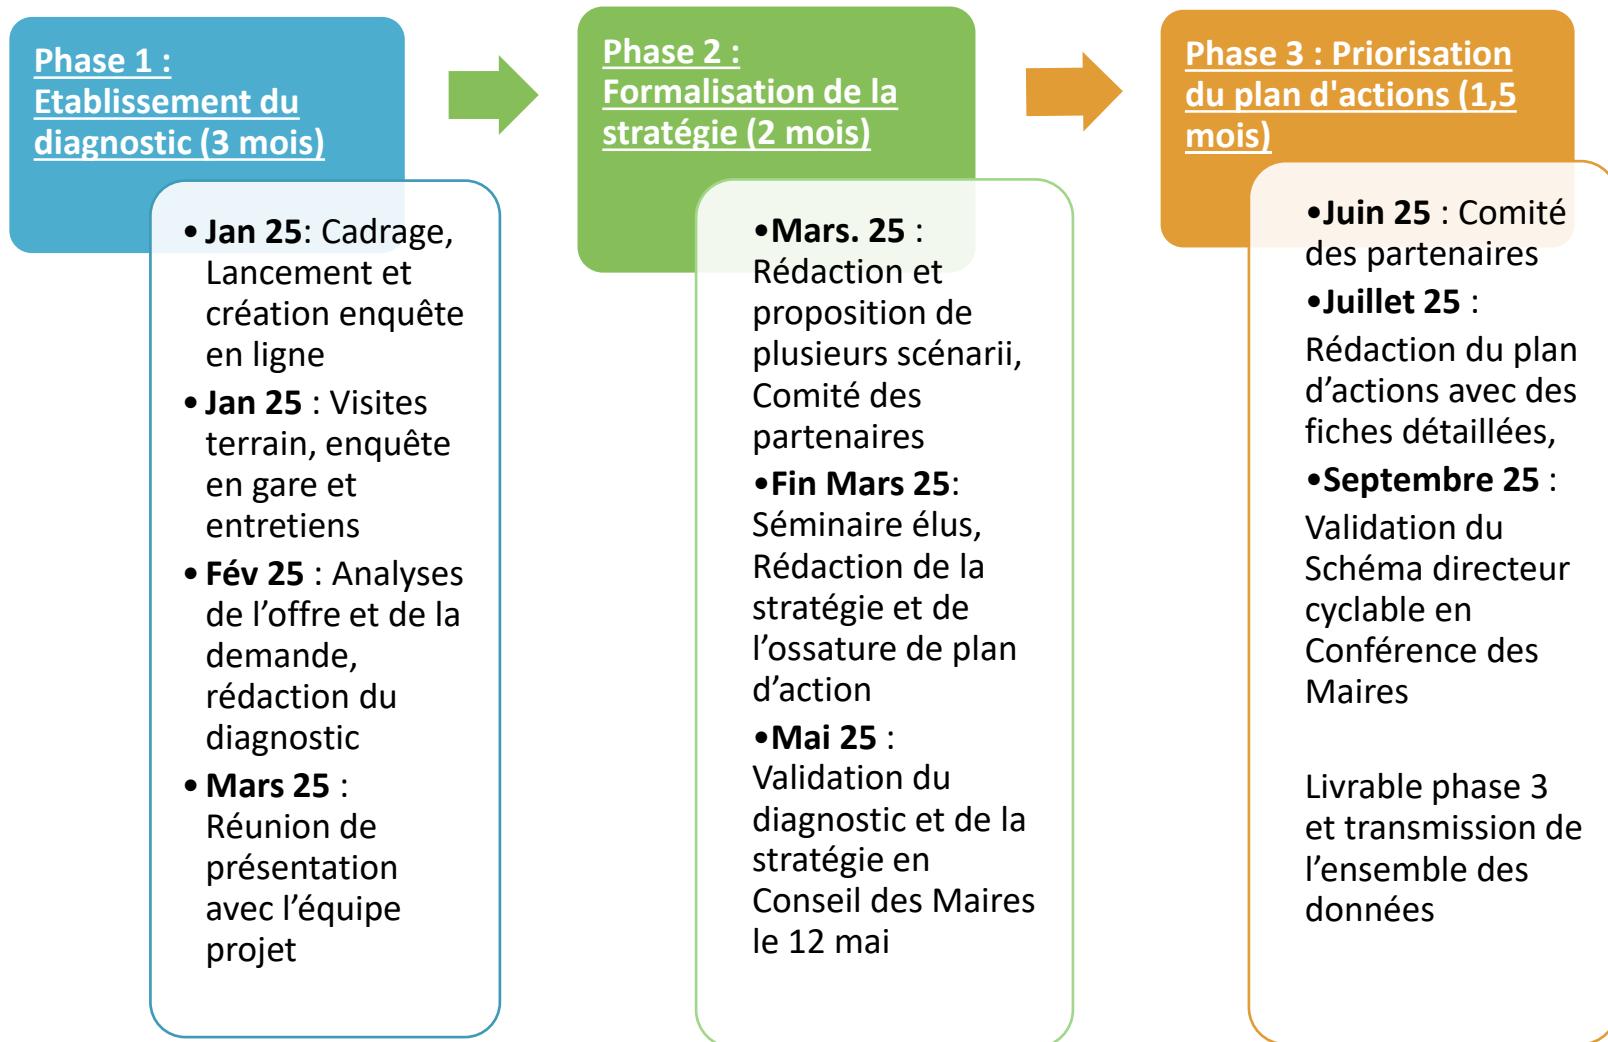 Phase 1 :
Etablissement du
diagnostic (3 mois)
• Jan 25: Cadrage,
Lancement et
création enquête
en ligne
• Jan 25 : Visites
terrain, enquête
en gare et
entretiens
• Fév 25 : Analyses
de l’offre et de la
demande,
rédaction du
diagnostic
• Mars 25 :
Réunion de
présentation
avec l’équipe
projet
Phase 2 :
Formalisation de la
stratégie (2 mois)
•Mars. 25 :
Rédaction et
proposition de
plusieurs scénarii,
Comité des
partenaires
•Fin Mars 25:
Séminaire élus,
Rédaction de la
stratégie et de
l’ossature de plan
d’action
•Mai 25 :
Validation du
diagnostic et de la
stratégie en
Conseil des Maires
le 12 mai
Phase 3 : Priorisation
du plan d'actions (1,5
mois)
•Juin 25 : Comité
des partenaires
•Juillet 25 :
Rédaction du plan
d’actions avec des
fiches détaillées,
•Septembre 25 :
Validation du
Schéma directeur
cyclable en
Conférence des
Maires
Livrable phase 3
et transmission de
l’ensemble des
données